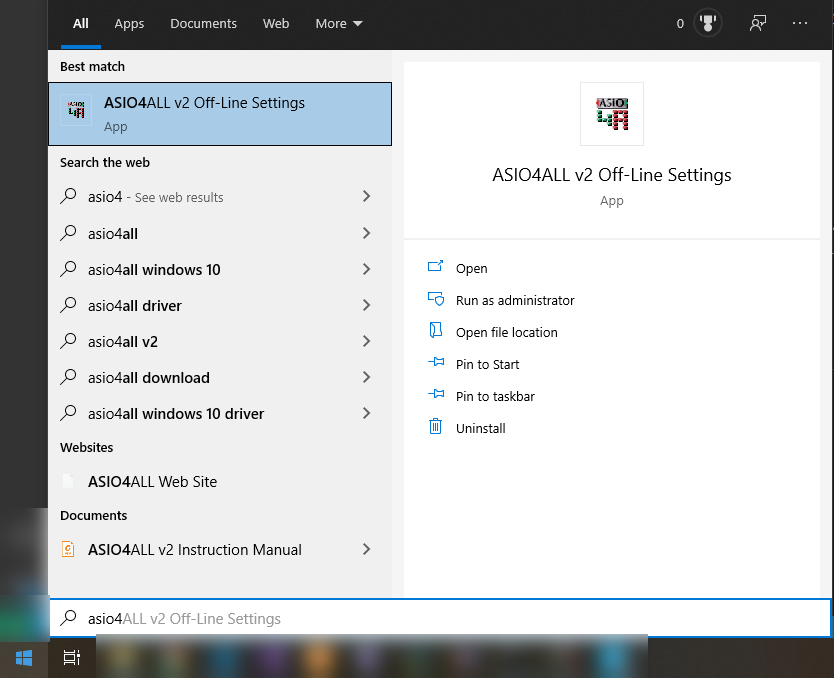 All Apps Documents Web More 0
Best match
ASIO4ALL v2 Off-Line Settings
App
Search the web
asio4 - See web results
asio4all
asio4all windows 10
asio4all driver
asio4all v2
asio4all download
asio4all windows 10 driver
Websites
ASIO4ALL Web Site
Documents
ASIO4ALL v2 Instruction Manual
ASIO
4A
ASIO4ALL v2 Off-Line Settings
App
Open
Run as administrator
Open file location
Pin to Start
Pin to taskbar
Uninstall
asio4ALL v2 Off-Line Settings